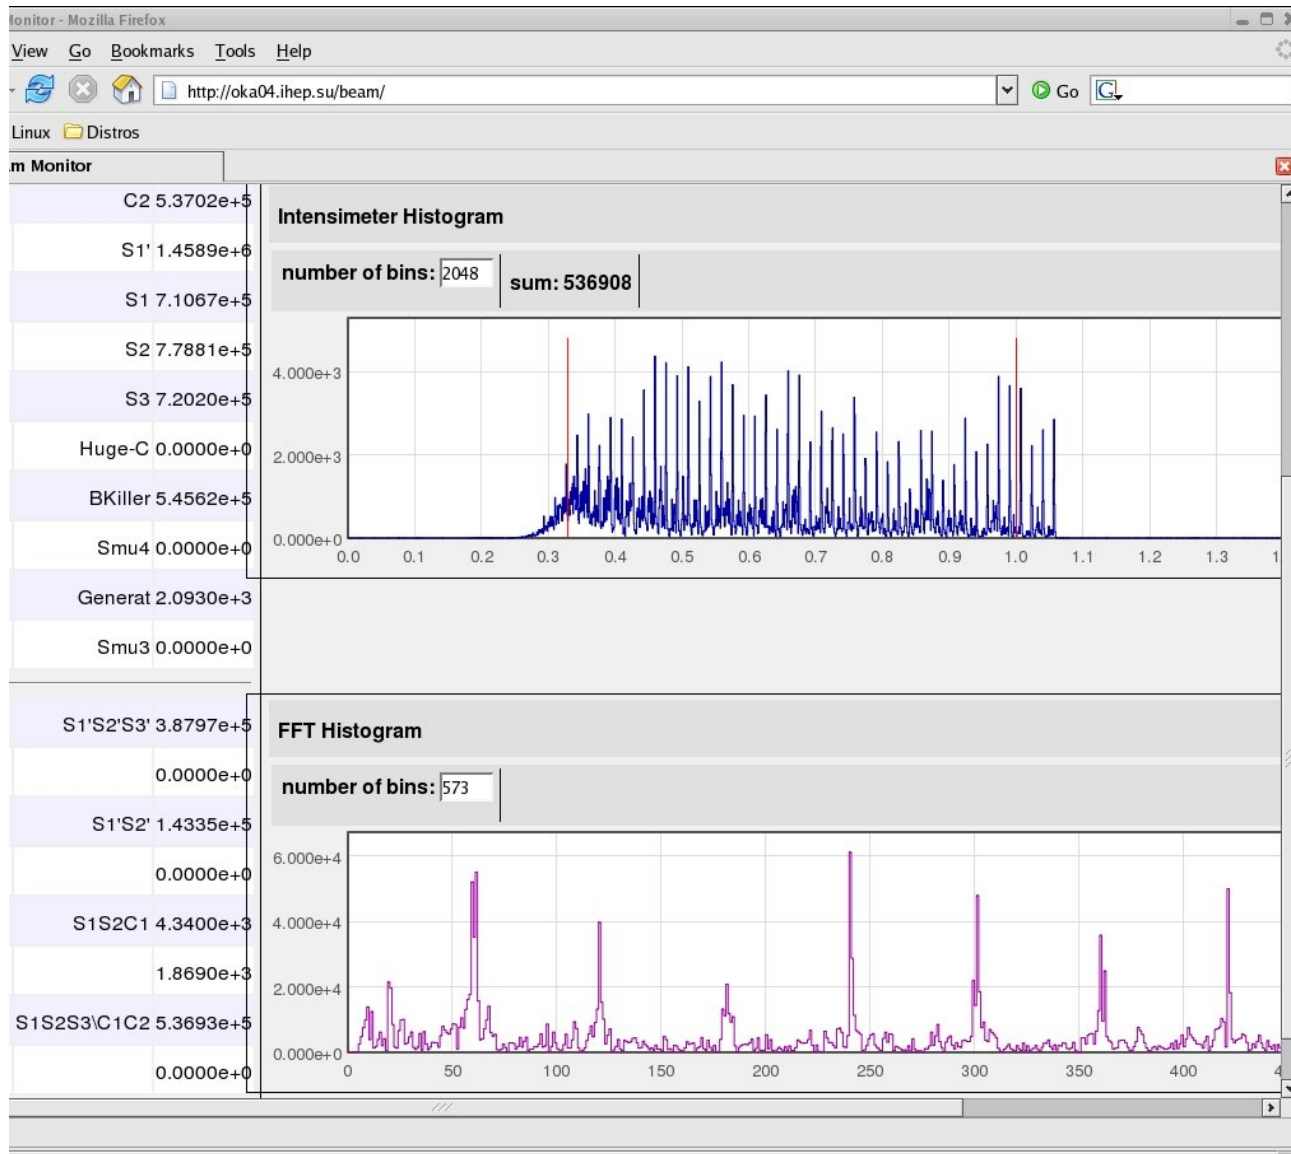 Monitor - Mozilla Firefox
View Go Bookmarks Tools Help
http://oka04.ihep.su/beam/ Go G
Linux Distros
m Monitor
C2 5.3702e+5
S1' 1.4589e+6
S1 7.1067e+5
S2 7.7881e+5
S3 7.2020e+5
Huge-C 0.0000e+0
BKiller 5.4562e+5
Smu4 0.0000e+0
Generat 2.0930e+3
Smu3 0.0000e+0
S1'S2'S3' 3.8797e+5
0.0000e+0
S1'S2' 1.4335e+5
0.0000e+0
S1S2C1 4.3400e+3
1.8690e+3
S1S2S3\C1C2 5.3693e+5
0.0000e+0
Intensimeter Histogram
number of bins: 2048 sum: 536908
4.000e+3
2.000e+3
0.000e+0
0.0 0.1 0.2 0.3 0.4 0.5 0.6 0.7 0.8 0.9 1.0 1.1 1.2 1.3 1
FFT Histogram
number of bins: 573
6.000e+4
4.000e+4
2.000e+4
0.000e+0
0 50 100 150 200 250 300 350 400 4